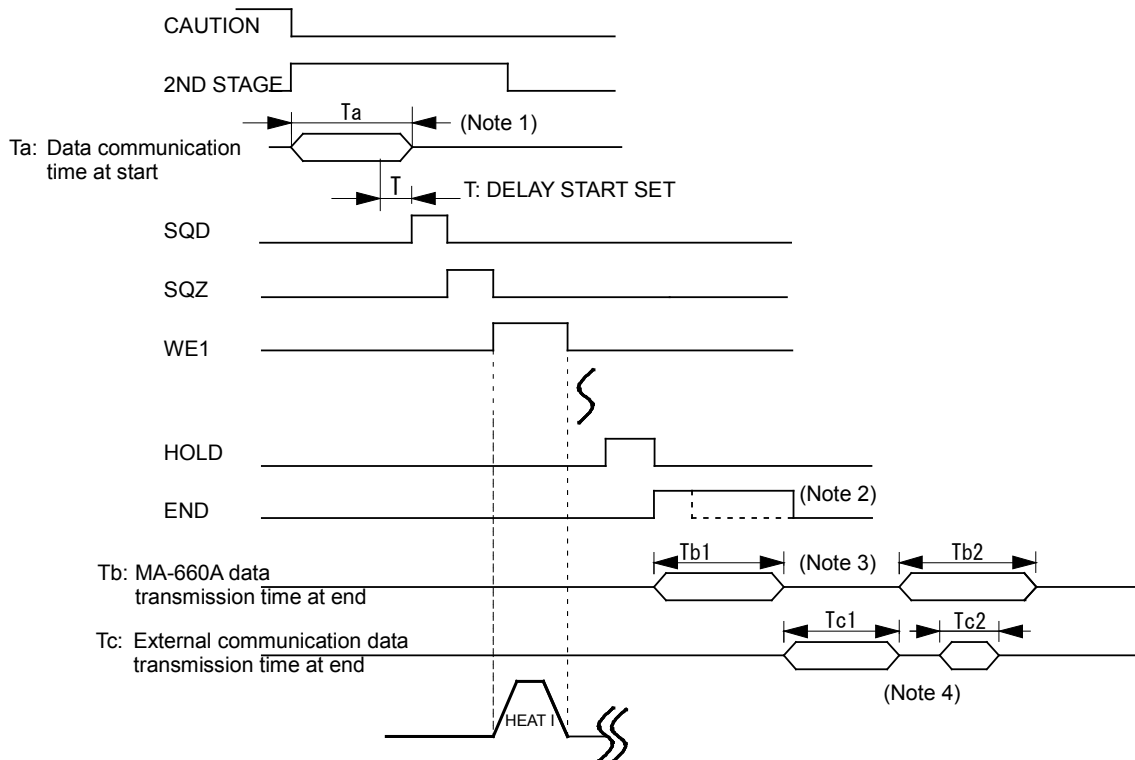 CAUTION
2ND STAGE
Ta
(Note 1)
Ta: Data communication
time at start
T
T: DELAY START SET
SQD
SQZ
WE1
HOLD
END
(Note 2)
Tb1
(Note 3)
Tb2
Tb: MA-660A data
transmission time at end
Tc1
Tc2
Tc: External communication data
transmission time at end
(Note 4)
HEAT I